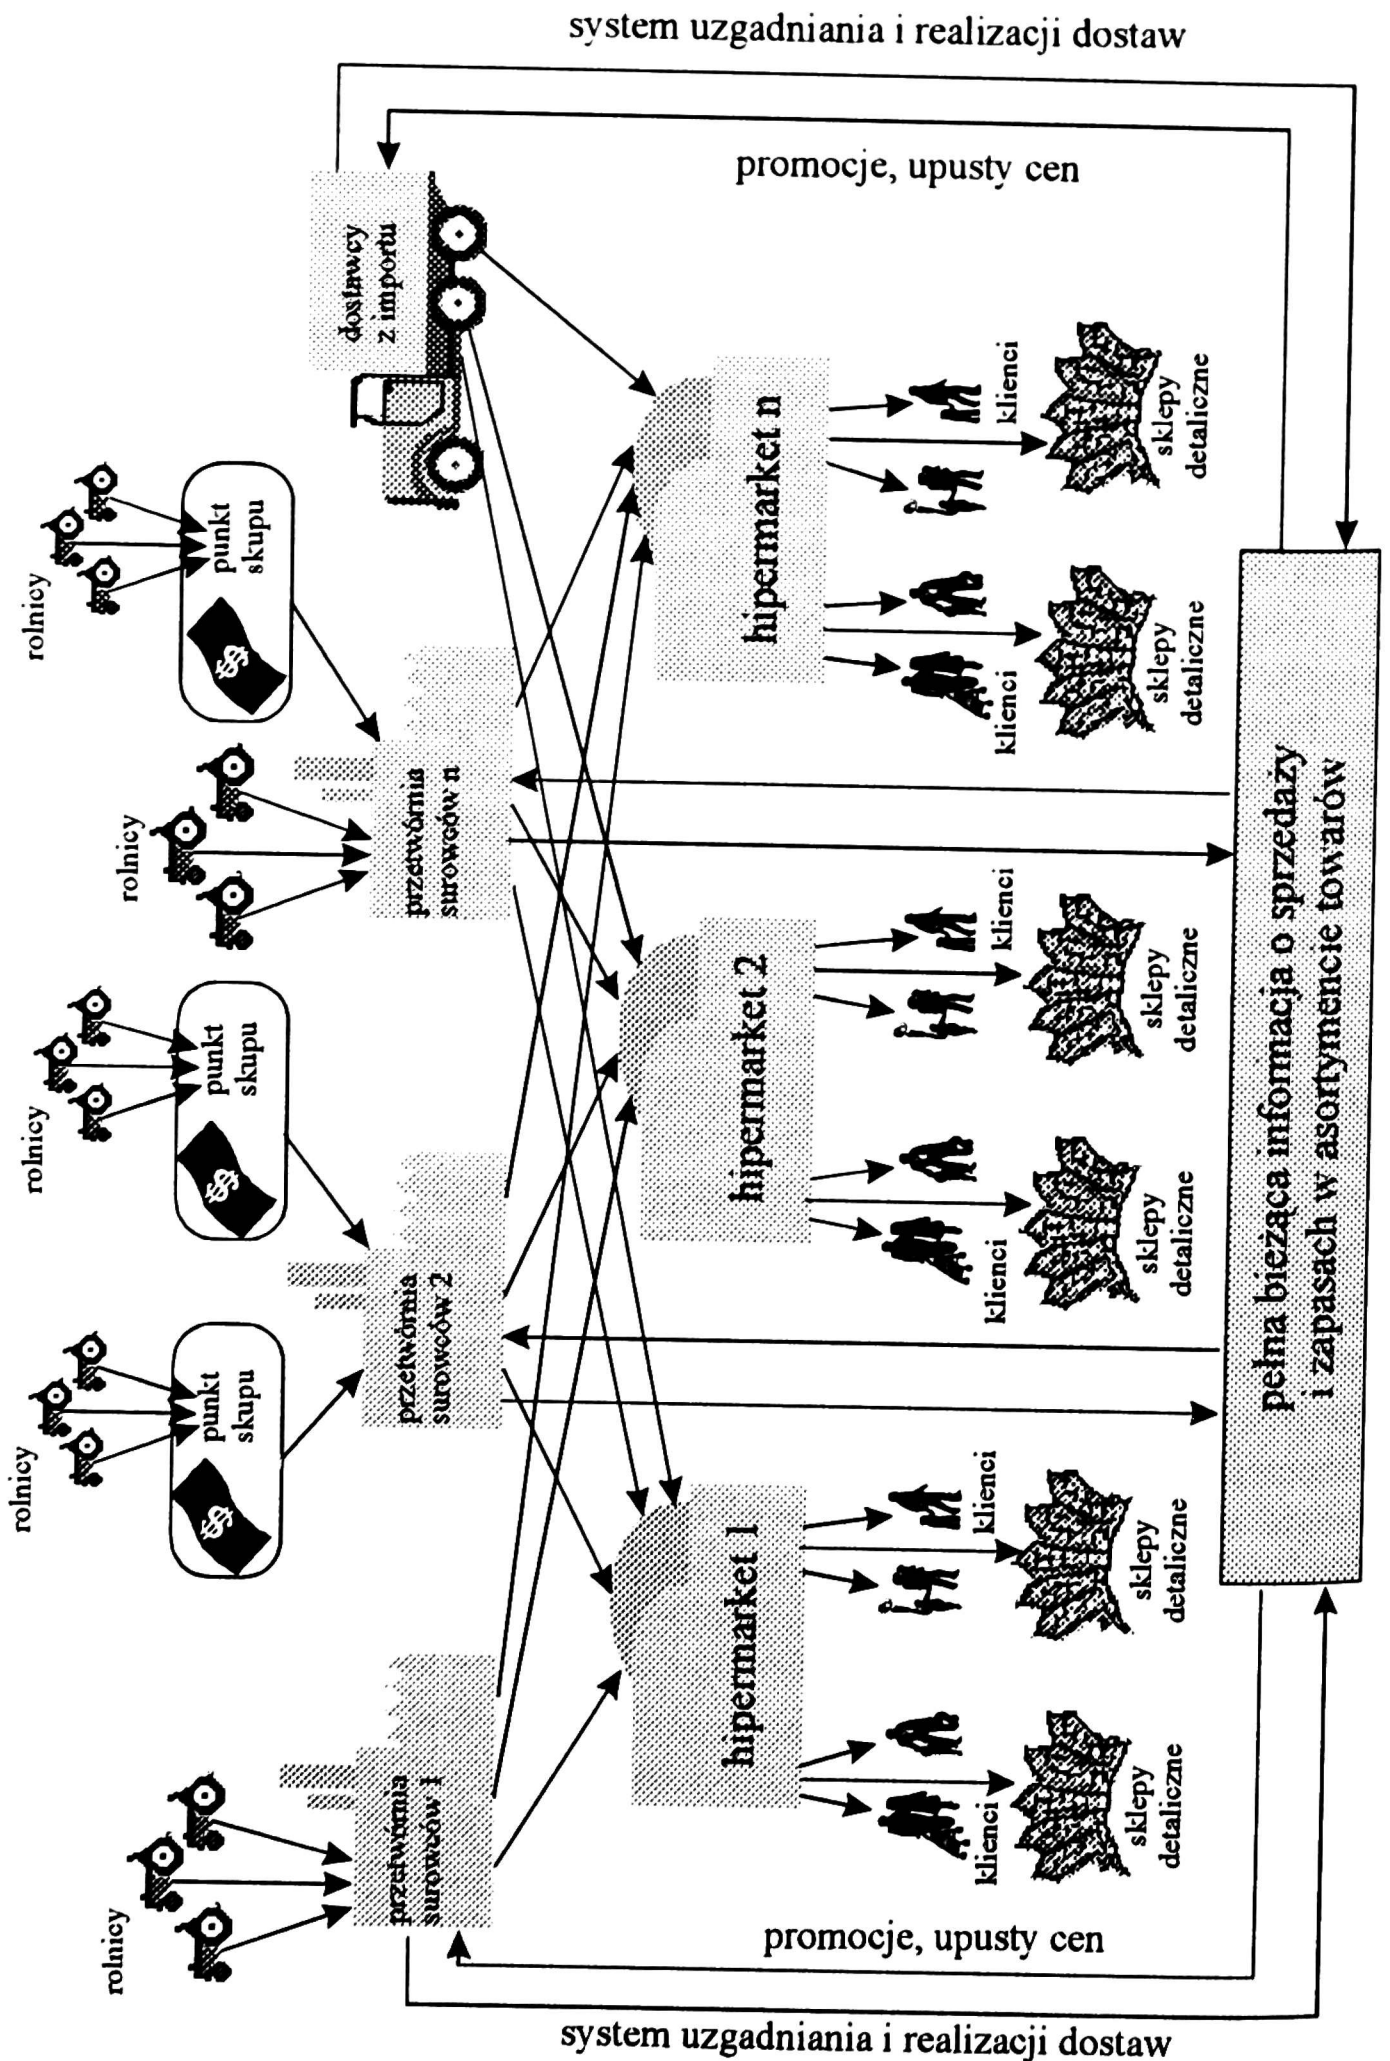 system uzgadniania i realizacji dostaw
promocje, upusty cen
dostawcy
z importu
rolnicy
punkt
skupu
$$
rolnicy
przetwórnia
surowców n
rolnicy
punkt
skupu
$$
rolnicy
punkt
skupu
$$
przetwórnia
surowców 2
rolnicy
przetwórnia
surowców 1
hipermarket n
klienci
sklepy
detaliczne
klienci
sklepy
detaliczne
hipermarket 2
klienci
sklepy
detaliczne
klienci
sklepy
detaliczne
hipermarket 1
klienci
sklepy
detaliczne
klienci
sklepy
detaliczne
pełna bieżąca infomacja o sprzedaży
i zapasach w asortymencie towarów
promocje, upusty cen
system uzgadniania i realizacji dostaw